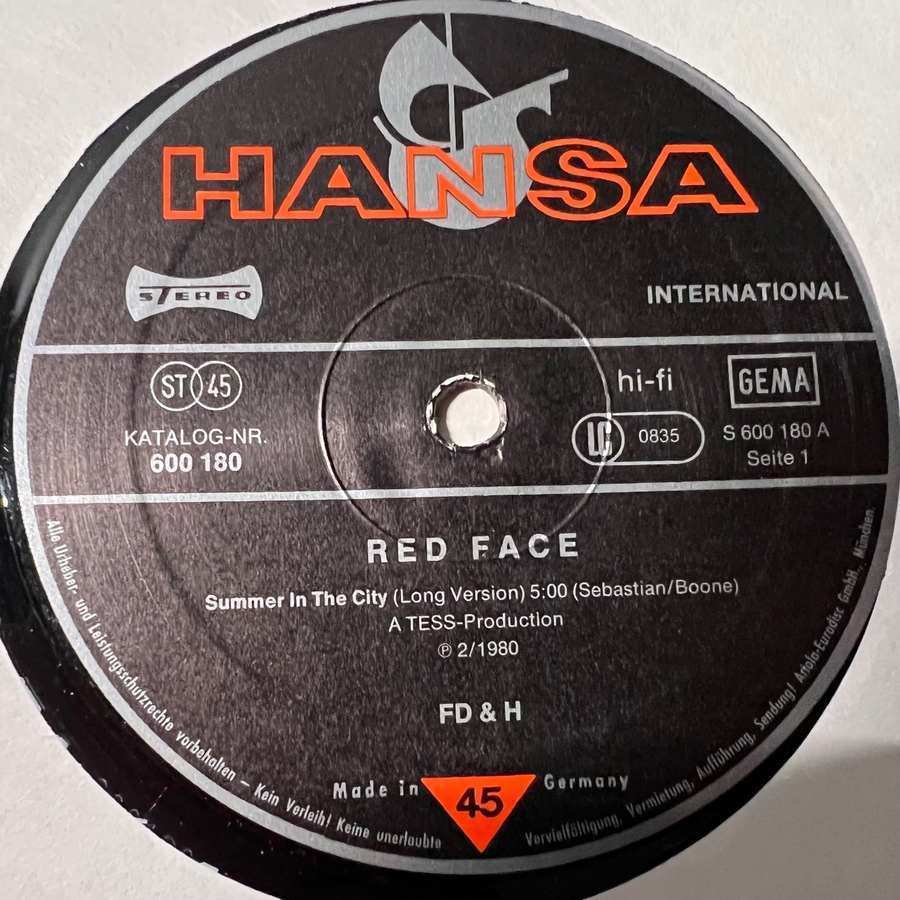 HANSA
STEREO
INTERNATIONAL
ST 45
KATALOG-NR.
600 180
hi-fi
GEMA
LC 0835
S 600 180 A
Seite 1
RED FACE
Summer In The City (Long Version) 5:00 (Sebastian/Boone)
A TESS-Production
℗ 2/1980
FD & H
Made in 45 Germany
Alle Urheber- und Leistungsschutzrechte vorbehalten – Kein Verleih! Keine unerlaubte Vervielfältigung, Vermietung, Aufführung, Sendung! Ariola-Eurodisc GmbH, München.